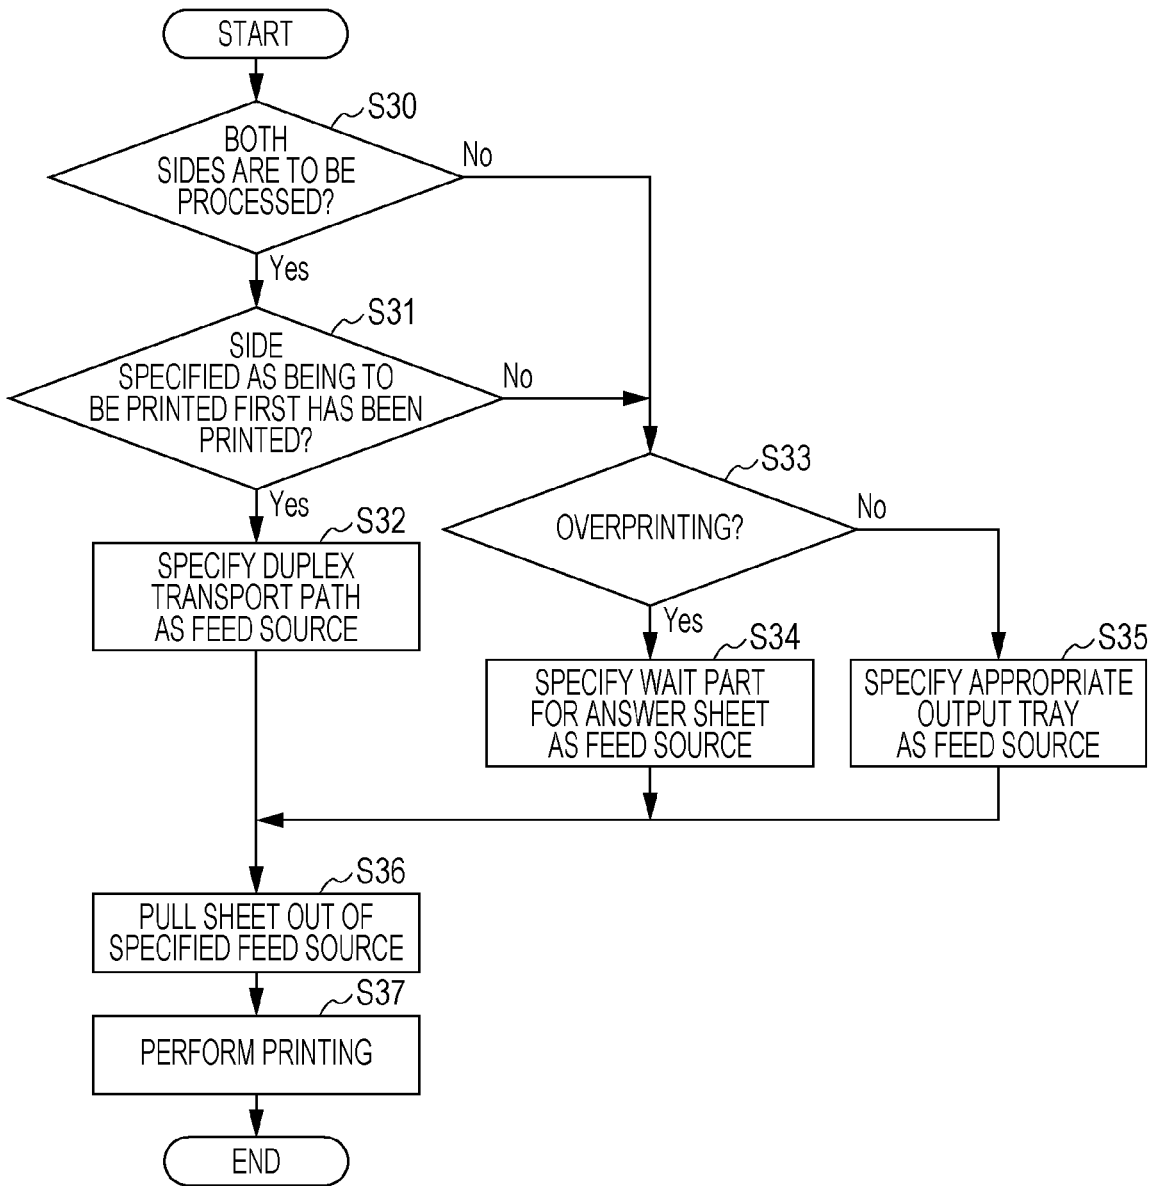 START
S30
BOTH
SIDES ARE TO BE
PROCESSED?
No
Yes
S31
SIDE
SPECIFIED AS BEING TO
BE PRINTED FIRST HAS BEEN
PRINTED?
No
Yes
S32
SPECIFY DUPLEX
TRANSPORT PATH
AS FEED SOURCE
S33
OVERPRINTING?
No
Yes
S34
SPECIFY WAIT PART
FOR ANSWER SHEET
AS FEED SOURCE
S35
SPECIFY APPROPRIATE
OUTPUT TRAY
AS FEED SOURCE
S36
PULL SHEET OUT OF
SPECIFIED FEED SOURCE
S37
PERFORM PRINTING
END